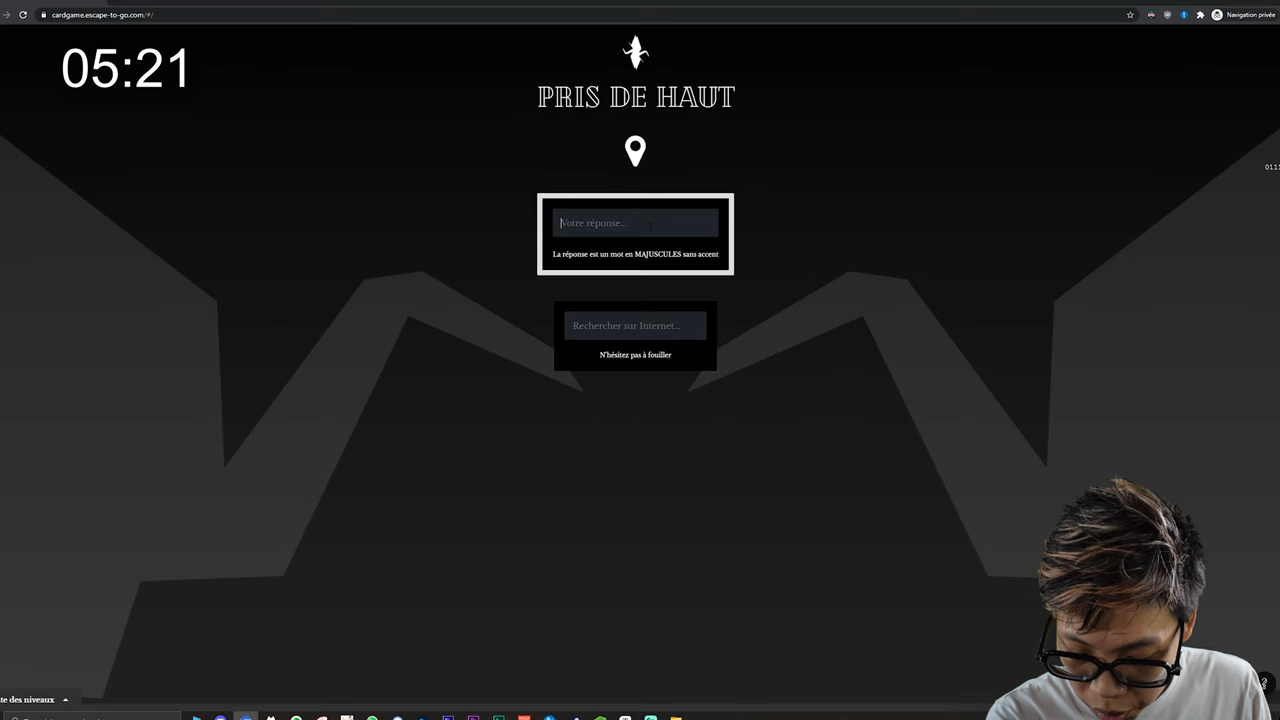 cardgame.escape-to-go.com/#/
Navigation privée
05:21
PRIS DE HAUT
Votre réponse...
La réponse est un mot en MAJUSCULES sans accent
Rechercher sur Internet...
N'hésitez pas à fouiller
te des niveaux